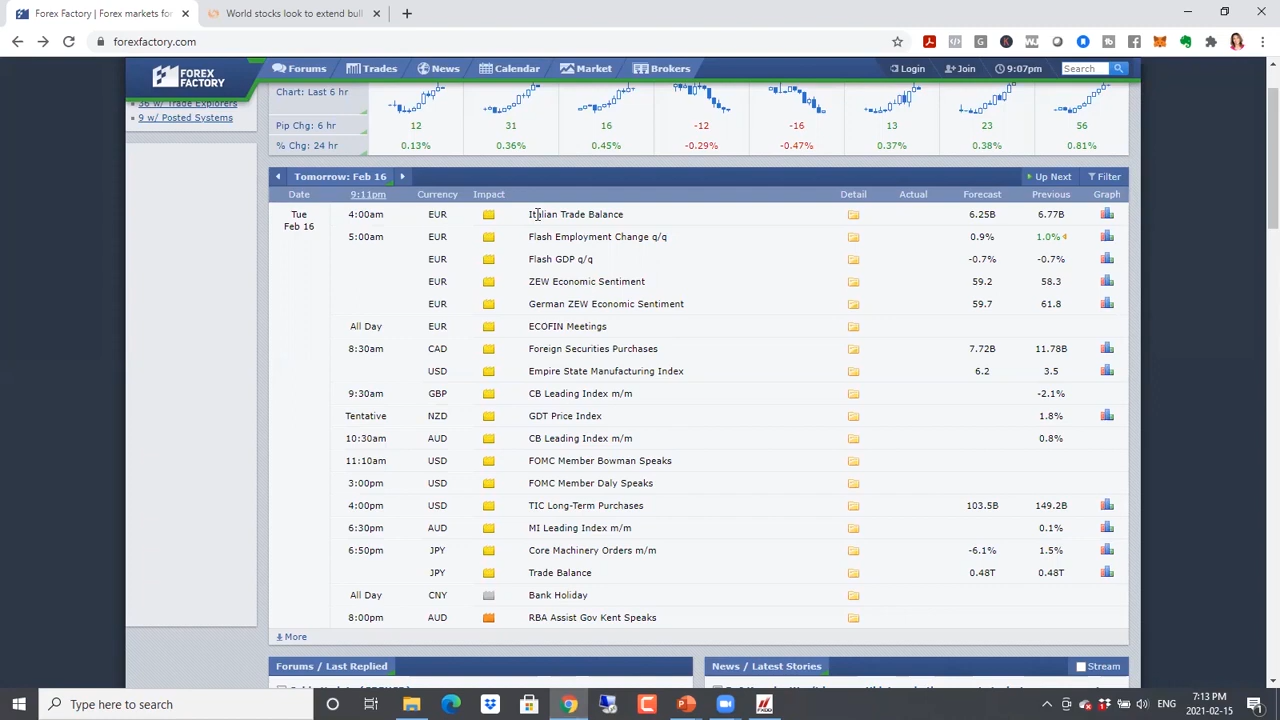 Forex Factory | Forex markets for
World stocks look to extend bull
forexfactory.com
FOREX FACTORY
Forums
Trades
News
Calendar
Market
Brokers
Login
Join
9:07pm
Search
36 w/ Trade Explorers
9 w/ Posted Systems
Chart: Last 6 hr
Pip Chg: 6 hr 12 31 16 -12 -16 13 23 56
% Chg: 24 hr 0.13% 0.36% 0.45% -0.29% -0.47% 0.37% 0.38% 0.81%
Tomorrow: Feb 16 Up Next Filter
Date 9:11pm Currency Impact Detail Actual Forecast Previous Graph
Tue 4:00am EUR Italian Trade Balance 6.25B 6.77B
Feb 16
5:00am EUR Flash Employment Change q/q 0.9% 1.0%
EUR Flash GDP q/q -0.7% -0.7%
EUR ZEW Economic Sentiment 59.2 58.3
EUR German ZEW Economic Sentiment 59.7 61.8
All Day EUR ECOFIN Meetings
8:30am CAD Foreign Securities Purchases 7.72B 11.78B
USD Empire State Manufacturing Index 6.2 3.5
9:30am GBP CB Leading Index m/m -2.1%
Tentative NZD GDT Price Index 1.8%
10:30am AUD CB Leading Index m/m 0.8%
11:10am USD FOMC Member Bowman Speaks
3:00pm USD FOMC Member Daly Speaks
4:00pm USD TIC Long-Term Purchases 103.5B 149.2B
6:30pm AUD MI Leading Index m/m 0.1%
6:50pm JPY Core Machinery Orders m/m -6.1% 1.5%
JPY Trade Balance 0.48T 0.48T
All Day CNY Bank Holiday
8:00pm AUD RBA Assist Gov Kent Speaks
More
Forums / Last Replied
News / Latest Stories
Stream
Type here to search
ENG
7:13 PM
2021-02-15